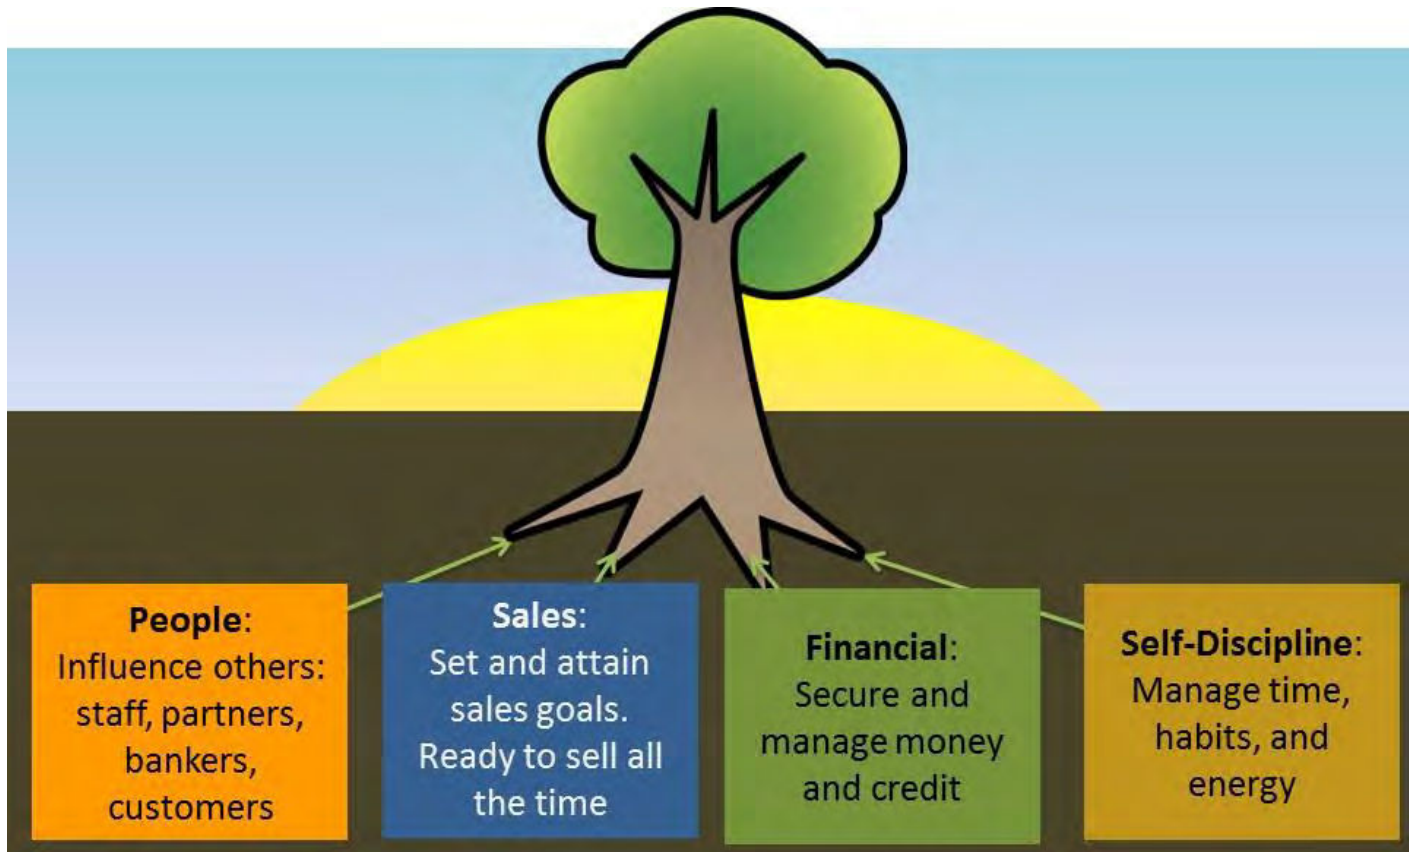 People:
Influence others:
staff, partners,
bankers,
customers
Sales:
Set and attain
sales goals.
Ready to sell all
the time
Financial:
Secure and
manage money
and credit
Self-Discipline:
Manage time,
habits, and
energy